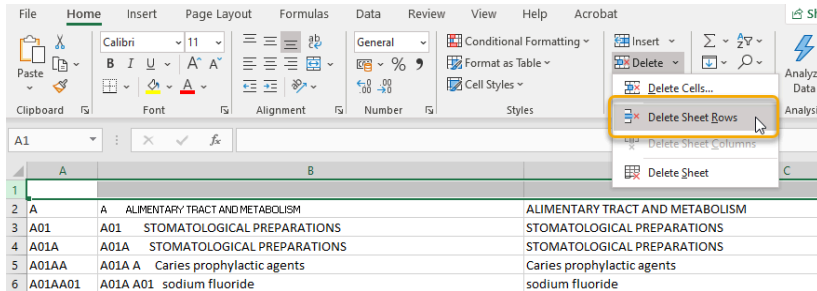 File Home Insert Page Layout Formulas Data Review View Help Acrobat
Calibri 11 ab General Conditional Formatting Insert Σ
Paste B I U A A % 9 Format as Table Delete
A Cell Styles Delete Cells... Data
Clipboard Font Alignment Number Styles
Delete Sheet Rows
A1 fx Delete Sheet Columns
Delete Sheet
A B C
1
2 A A ALIMENTARY TRACT AND METABOLISM ALIMENTARY TRACT AND METABOLISM
3 A01 A01 STOMATOLOGICAL PREPARATIONS STOMATOLOGICAL PREPARATIONS
4 A01A A01A STOMATOLOGICAL PREPARATIONS STOMATOLOGICAL PREPARATIONS
5 A01AA A01A A Caries prophylactic agents Caries prophylactic agents
6 A01AA01 A01A A01 sodium fluoride sodium fluoride